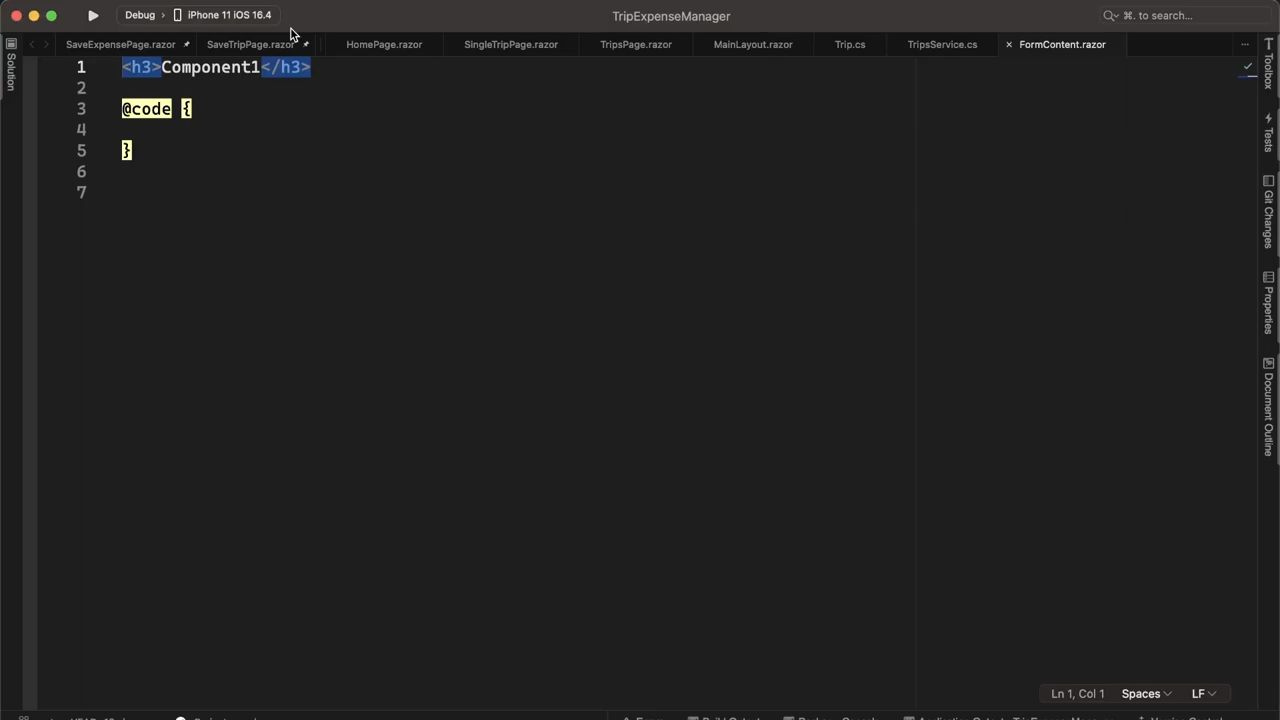 Debug › iPhone 11 iOS 16.4
TripExpenseManager
⌘. to search...
SaveExpensePage.razor SaveTripPage.razor HomePage.razor SingleTripPage.razor TripsPage.razor MainLayout.razor Trip.cs TripsService.cs × FormContent.razor ...
Solution
1 <h3>Component1</h3>
2
3 @code {
4
5 }
6
7
Toolbox
Tests
Git Changes
Properties
Document Outline
Ln 1, Col 1 Spaces LF